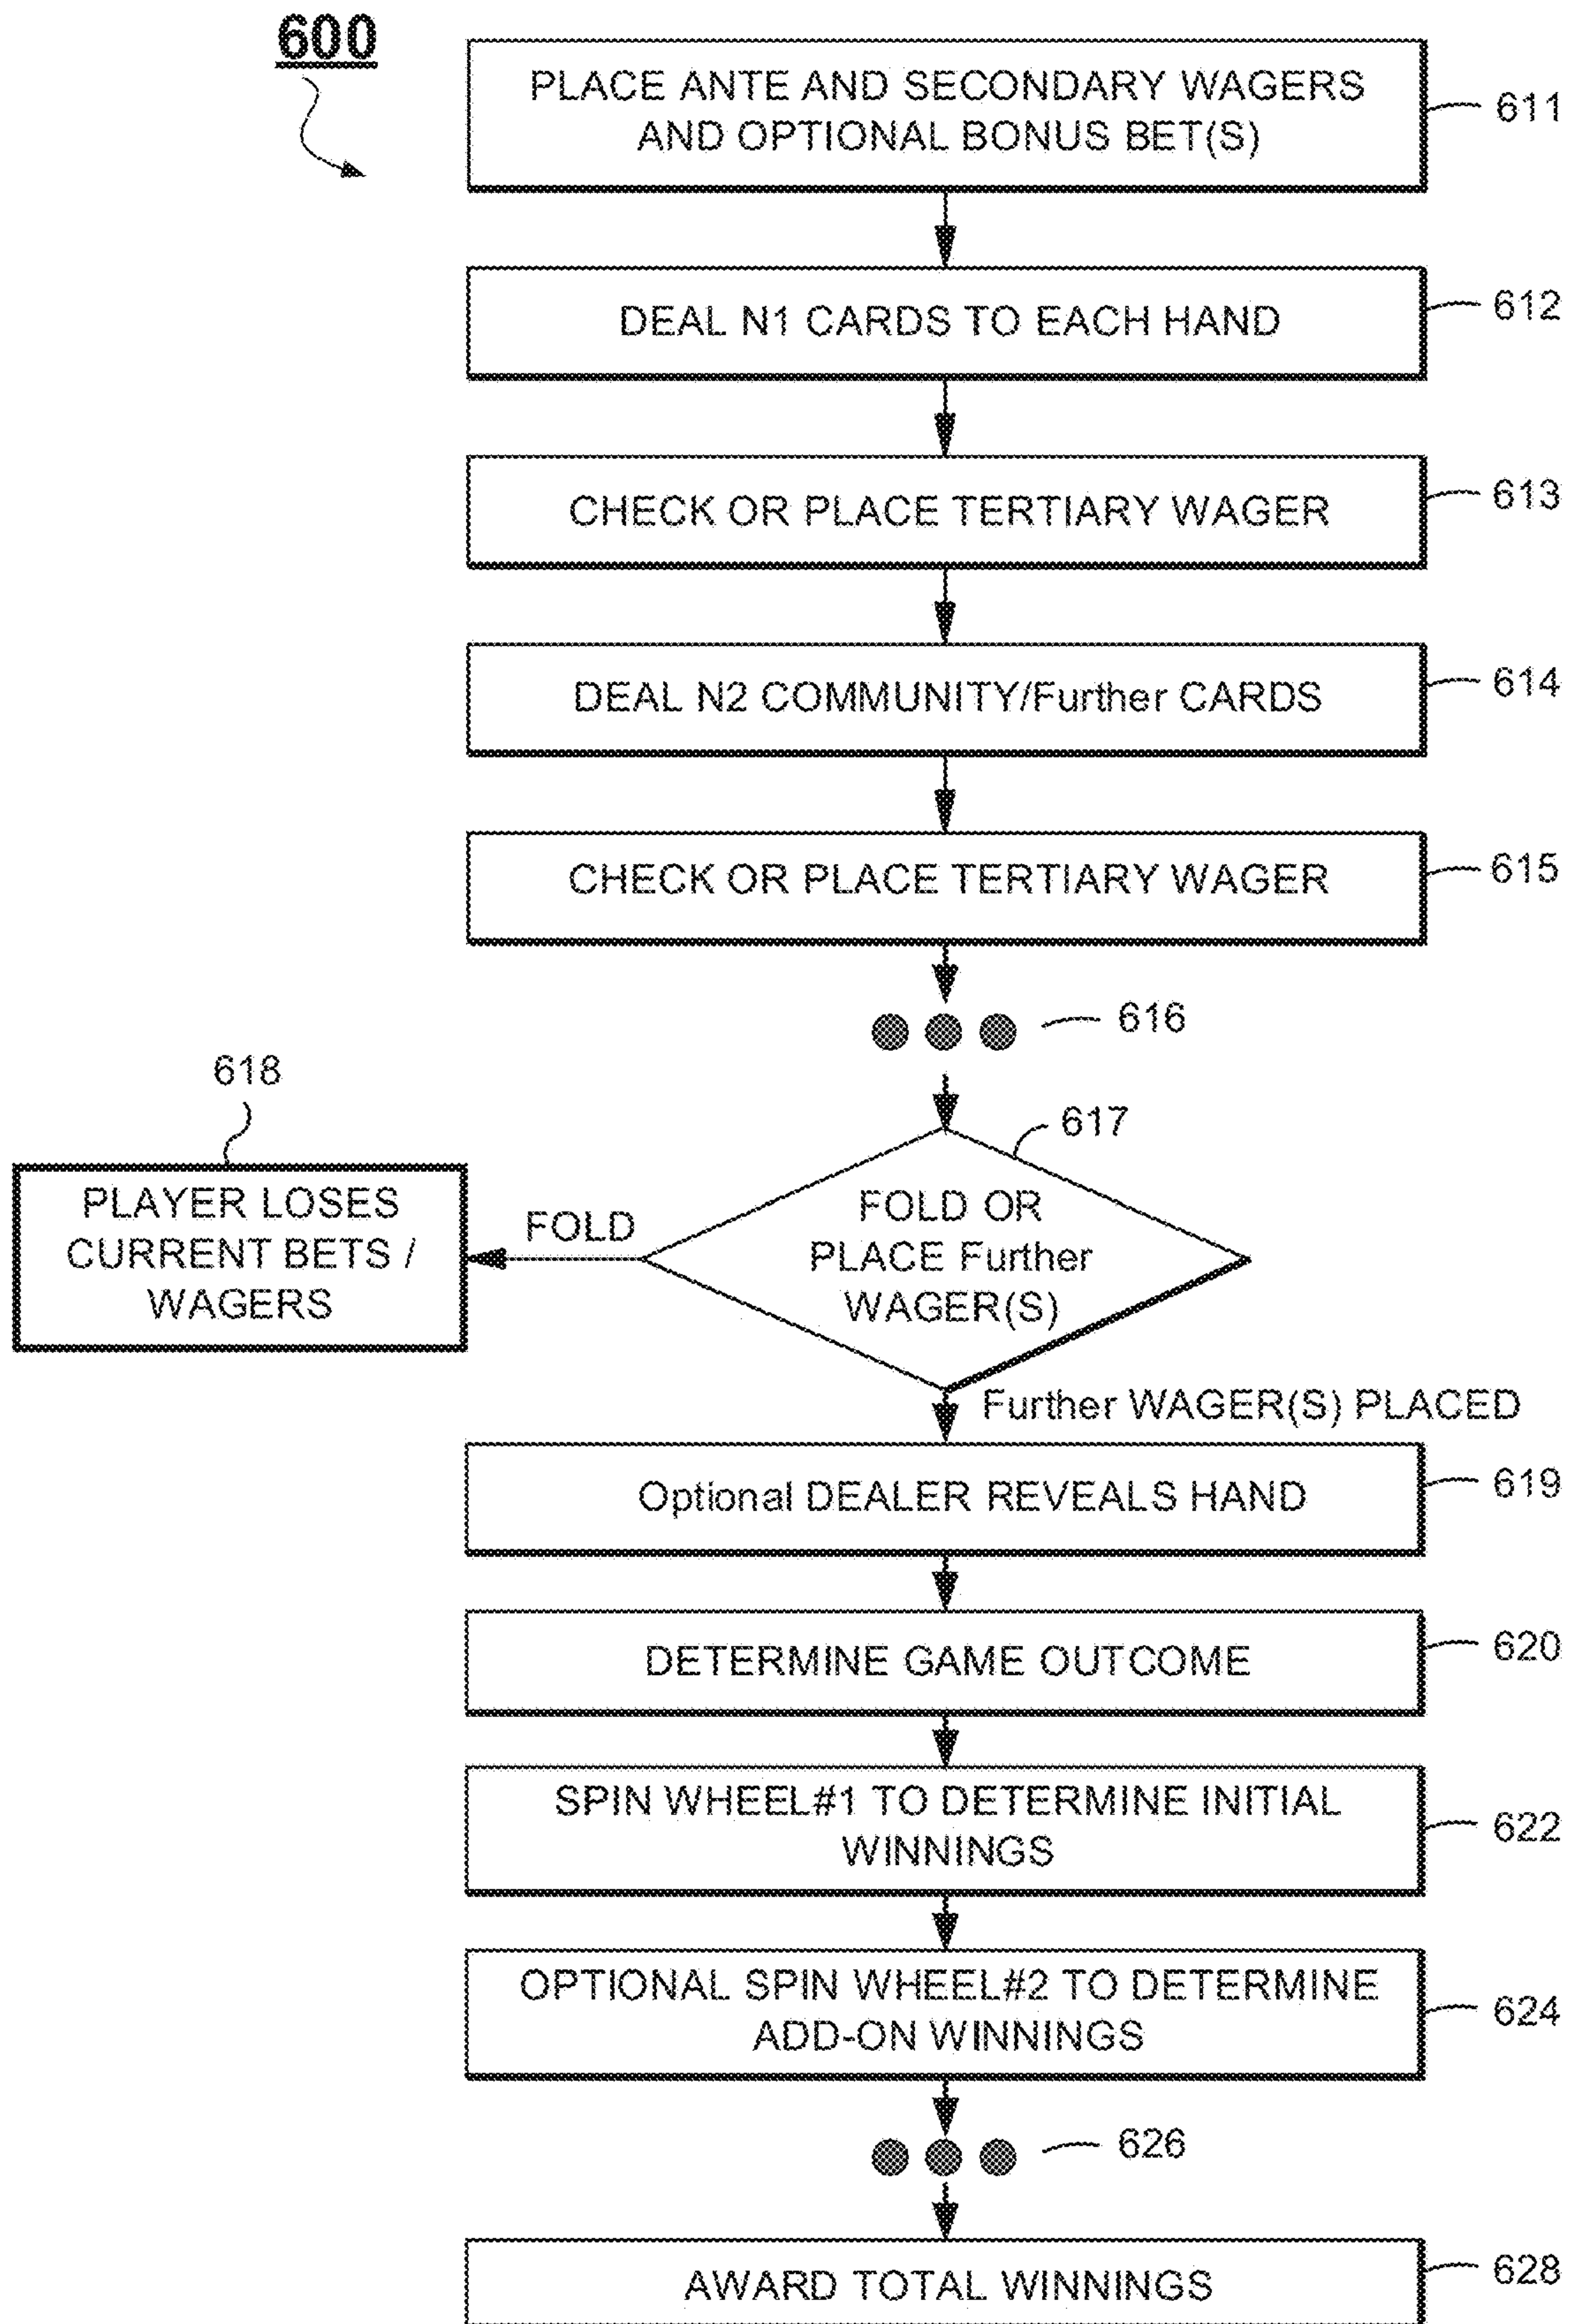 600
PLACE ANTE AND SECONDARY WAGERS
AND OPTIONAL BONUS BET(S)
611
DEAL N1 CARDS TO EACH HAND
612
CHECK OR PLACE TERTIARY WAGER
613
DEAL N2 COMMUNITY/Further CARDS
614
CHECK OR PLACE TERTIARY WAGER
615
616
618
617
PLAYER LOSES
CURRENT BETS /
WAGERS
FOLD
FOLD OR
PLACE Further
WAGER(S)
Further WAGER(S) PLACED
Optional DEALER REVEALS HAND
619
DETERMINE GAME OUTCOME
620
SPIN WHEEL#1 TO DETERMINE INITIAL
WINNINGS
622
OPTIONAL SPIN WHEEL#2 TO DETERMINE
ADD-ON WINNINGS
624
626
AWARD TOTAL WINNINGS
628